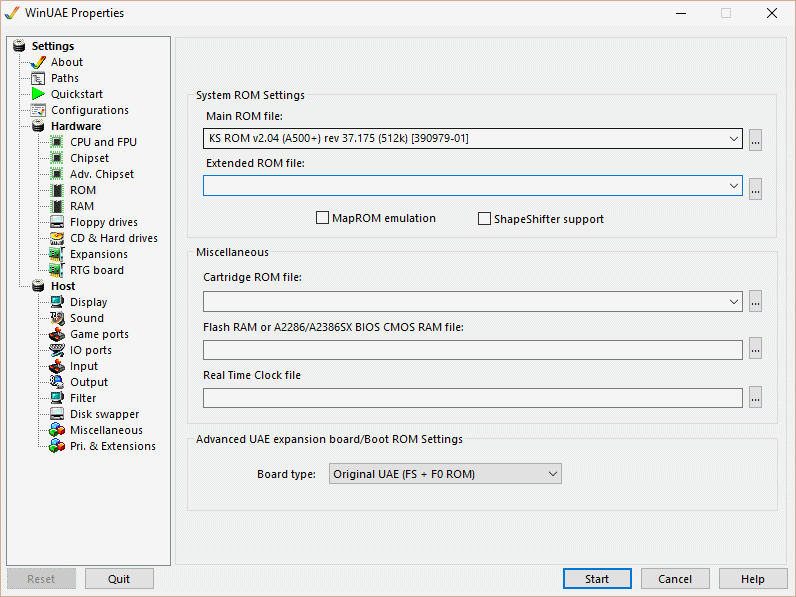 WinUAE Properties
Settings
About
Paths
Quickstart
Configurations
Hardware
CPU and FPU
Chipset
Adv. Chipset
ROM
RAM
Floppy drives
CD & Hard drives
Expansions
RTG board
Host
Display
Sound
Game ports
IO ports
Input
Output
Filter
Disk swapper
Miscellaneous
Pri. & Extensions
System ROM Settings
Main ROM file:
KS ROM v2.04 (A500+) rev 37.175 (512k) [390979-01]
...
Extended ROM file:
...
MapROM emulation ShapeShifter support
Miscellaneous
Cartridge ROM file:
...
Flash RAM or A2286/A2386SX BIOS CMOS RAM file:
...
Real Time Clock file
...
Advanced UAE expansion board/Boot ROM Settings
Board type: Original UAE (FS + F0 ROM)
Reset Quit Start Cancel Help